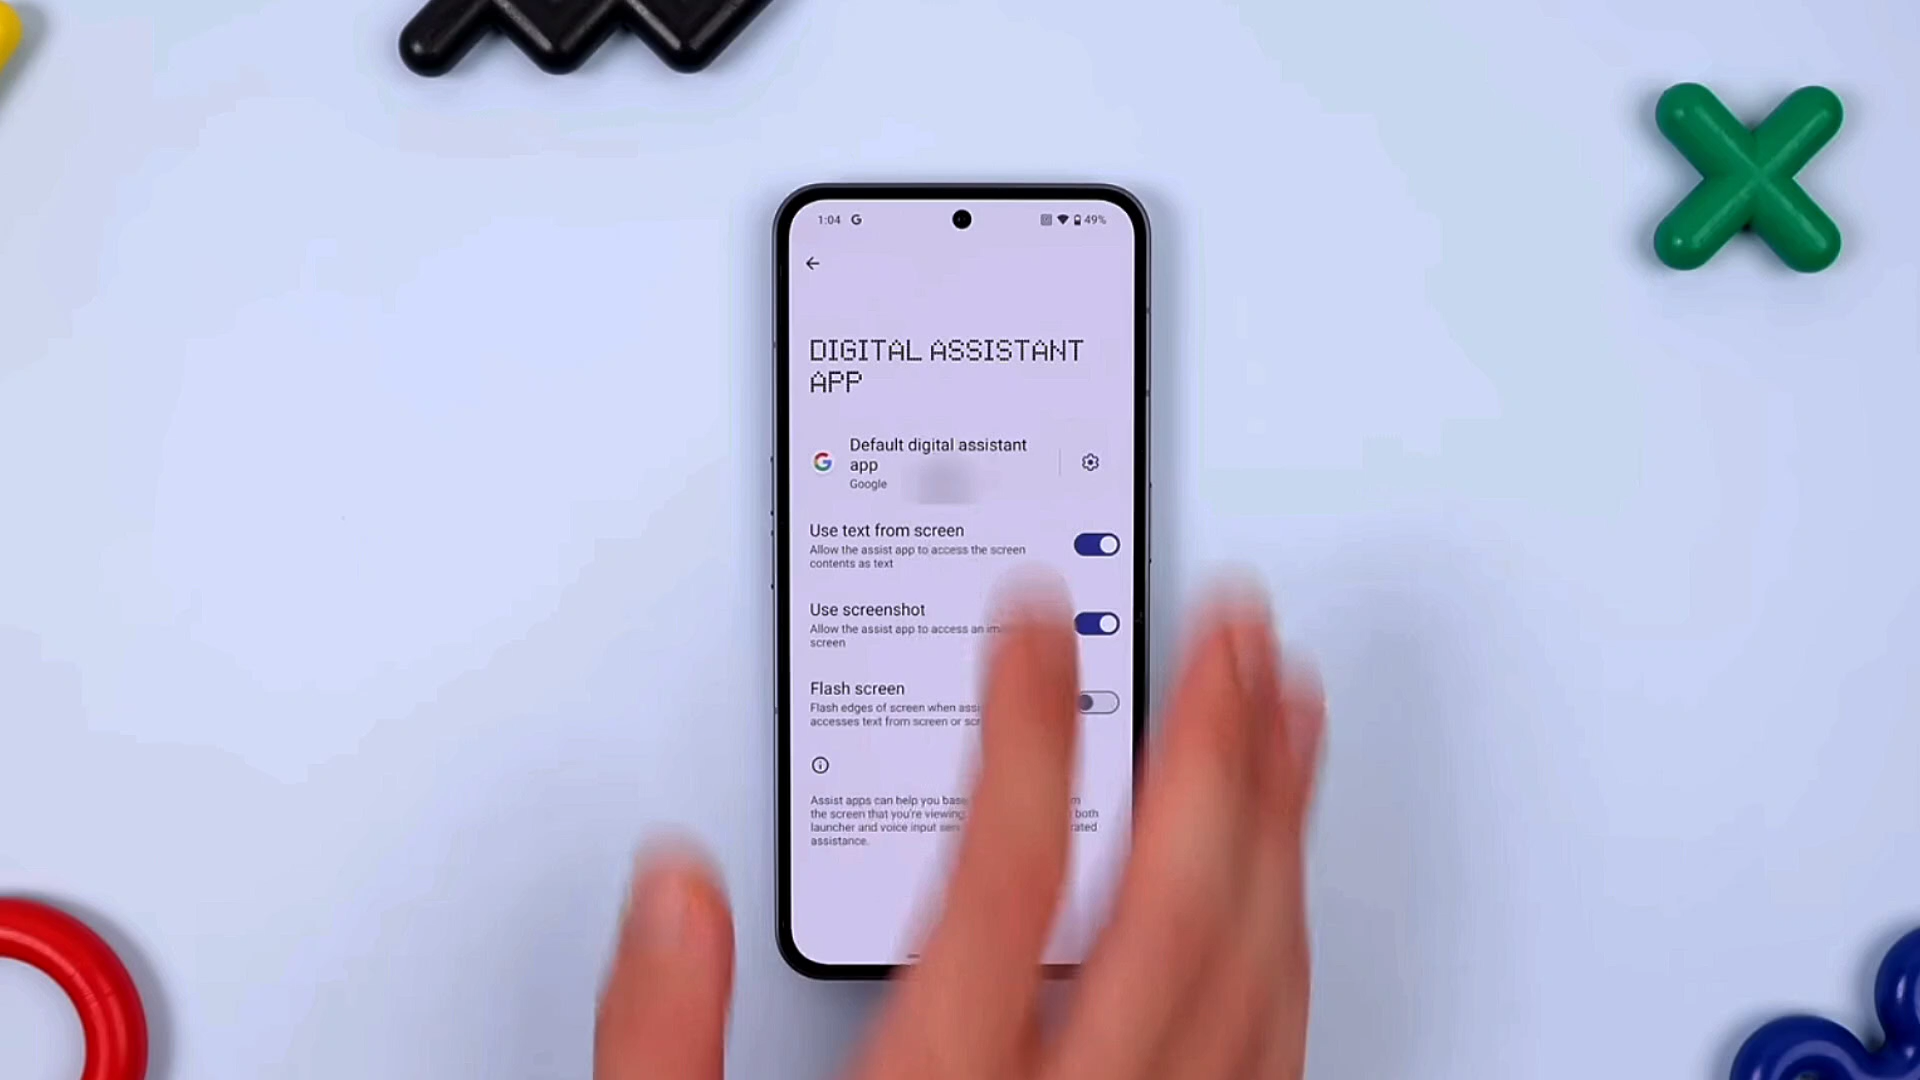 1:04 G 49%
DIGITAL ASSISTANT
APP
Default digital assistant
app
Google
Use text from screen
Allow the assist app to access the screen
contents as text
Use screenshot
Allow the assist app to access an
screen
Flash screen
Flash edges of screen when
accesses text from screen or
Assist apps can help you
the screen that you're viewing. both
launcher and voice input
assistance.